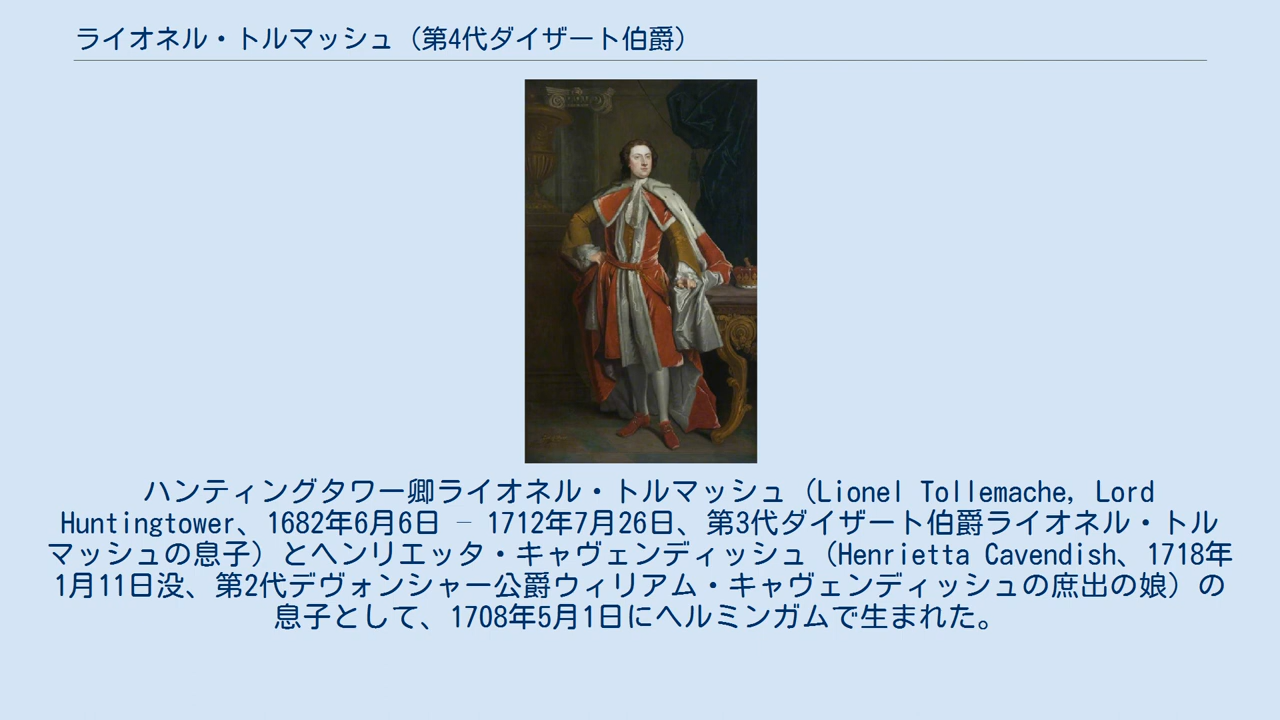 ライオネル・トルマッシュ（第4代ダイザート伯爵）
ハンティングタワー卿ライオネル・トルマッシュ（Lionel Tollemache, Lord
Huntingtower、1682年6月6日 – 1712年7月26日、第3代ダイザート伯爵ライオネル・トル
マッシュの息子）とヘンリエッタ・キャヴェンディッシュ（Henrietta Cavendish、1718年
1月11日没、第2代デヴォンシャー公爵ウィリアム・キャヴェンディッシュの庶出の娘）の
息子として、1708年5月1日にヘルミンガムで生まれた。